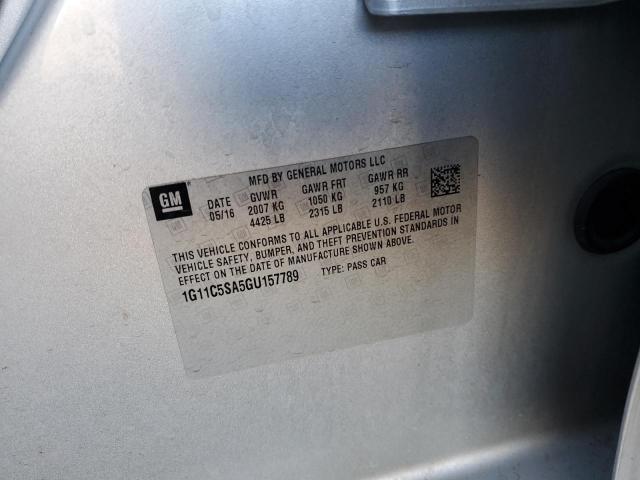 GM
MFD BY GENERAL MOTORS LLC
DATE GVWR GAWR FRT GAWR RR
05/16 2007 KG 1050 KG 957 KG
4425 LB 2315 LB 2110 LB
THIS VEHICLE CONFORMS TO ALL APPLICABLE U.S. FEDERAL MOTOR
VEHICLE SAFETY, BUMPER, AND THEFT PREVENTION STANDARDS IN
EFFECT ON THE DATE OF MANUFACTURE SHOWN ABOVE.
1G11C5SA5GU157789 TYPE: PASS CAR